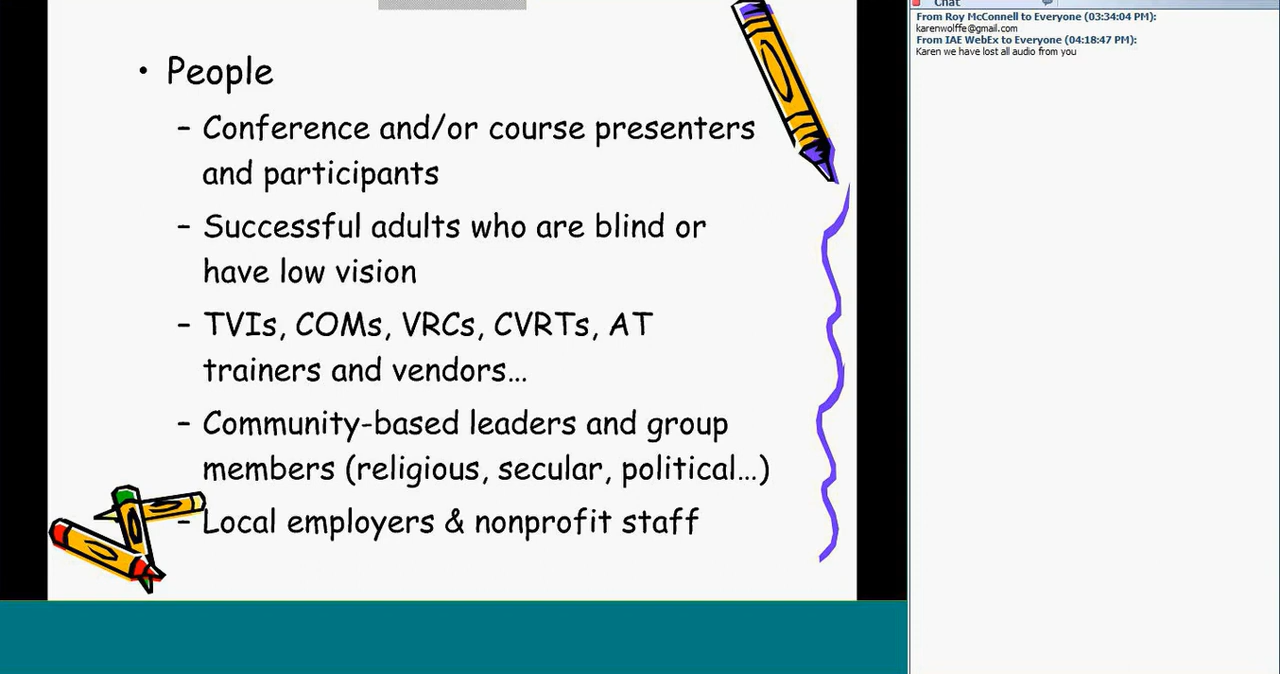 • People
– Conference and/or course presenters
and participants
– Successful adults who are blind or
have low vision
– TVIs, COMs, VRCs, CVRTs, AT
trainers and vendors…
– Community-based leaders and group
members (religious, secular, political…)
– Local employers & nonprofit staff
Chat
From Roy McConnell to Everyone (03:34:04 PM):
karenwolffe@gmail.com
From IAE WebEx to Everyone (04:18:47 PM):
Karen we have lost all audio from you